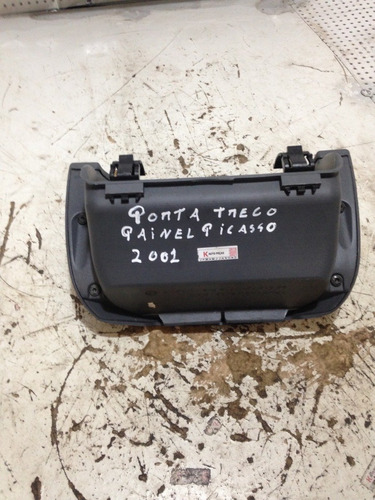 PORTA TRECO
PAINEL PICASSO
2001
K